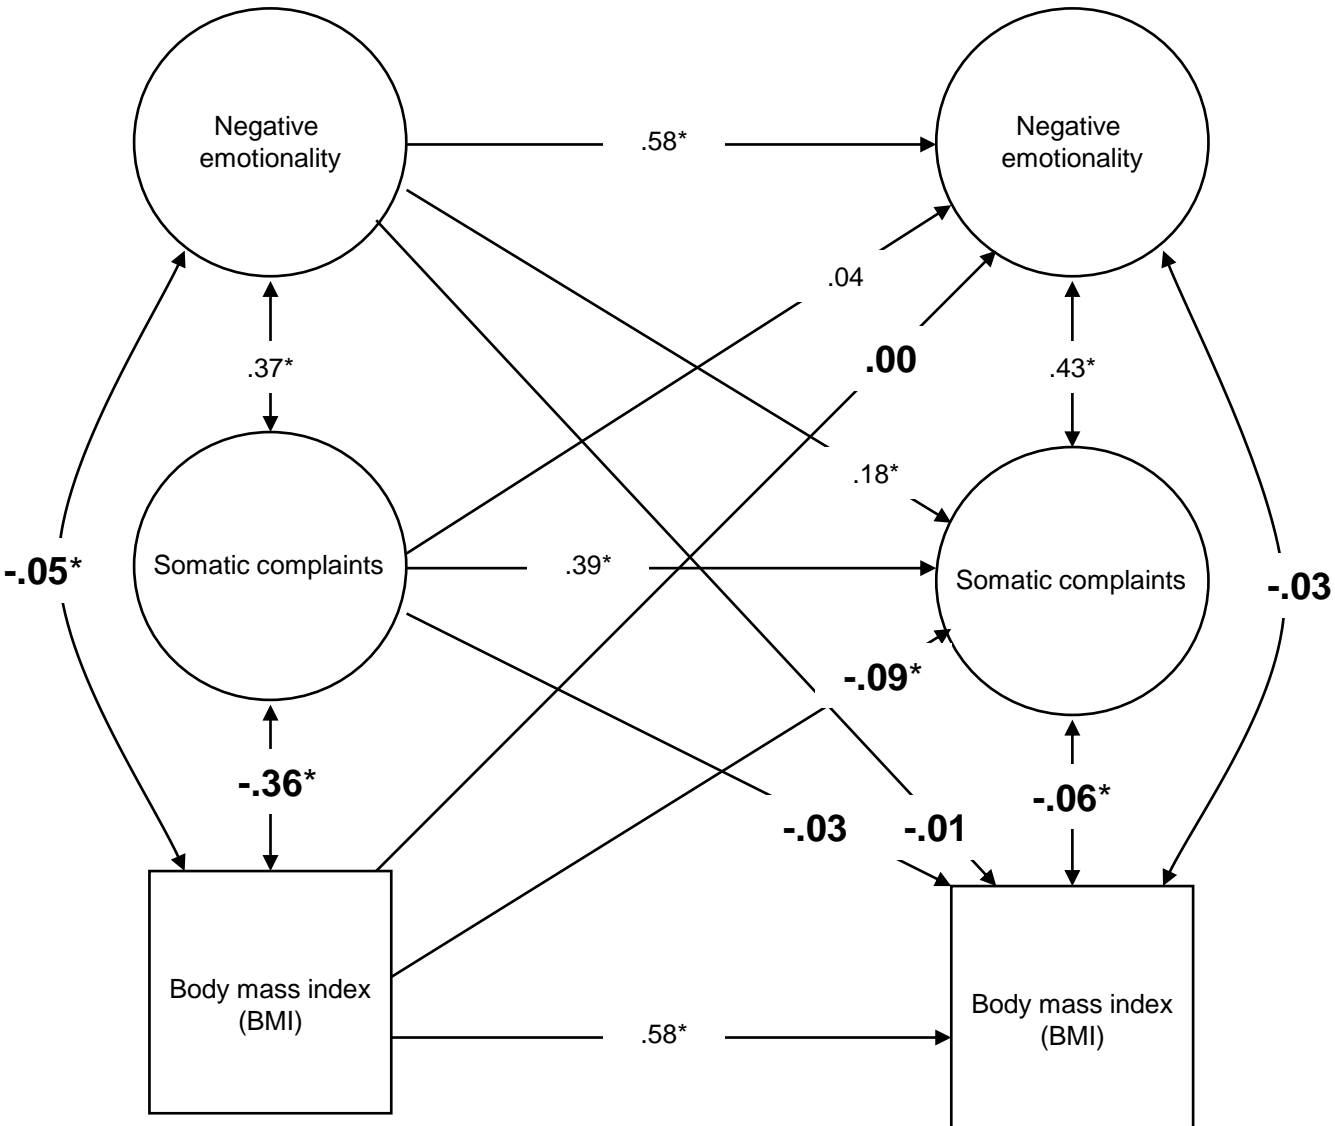 Negative
emotionality
.58*
Negative
emotionality
.04
.00
.37*
.43*
.18*
Somatic complaints
.39*
Somatic complaints
-.05*
-.03
-.09*
-.36*
-.03
-.01
-.06*
Body mass index
(BMI)
.58*
Body mass index
(BMI)